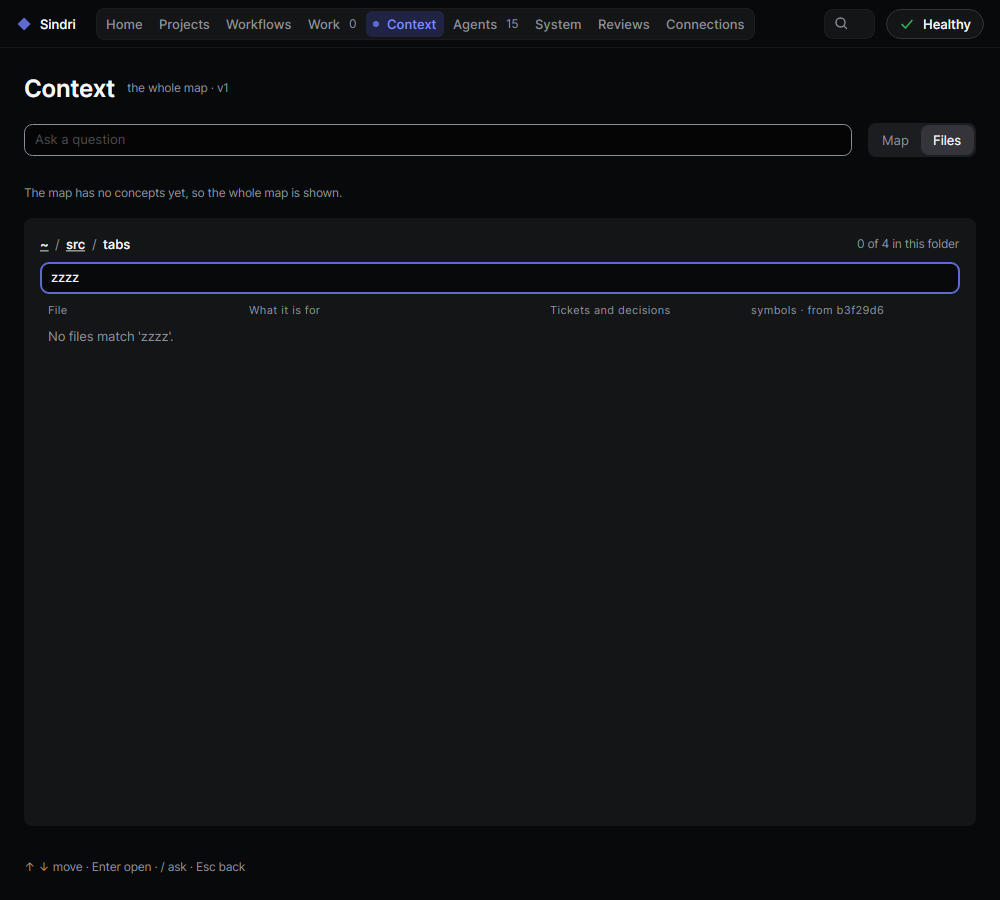 Sindri Home Projects Workflows Work 0 Context Agents 15 System Reviews Connections Healthy
Context the whole map · v1
Ask a question Map Files
The map has no concepts yet, so the whole map is shown.
~ / src / tabs 0 of 4 in this folder
zzzz
File What it is for Tickets and decisions symbols · from b3f29d6
No files match 'zzzz'.
↑ ↓ move · Enter open · / ask · Esc back